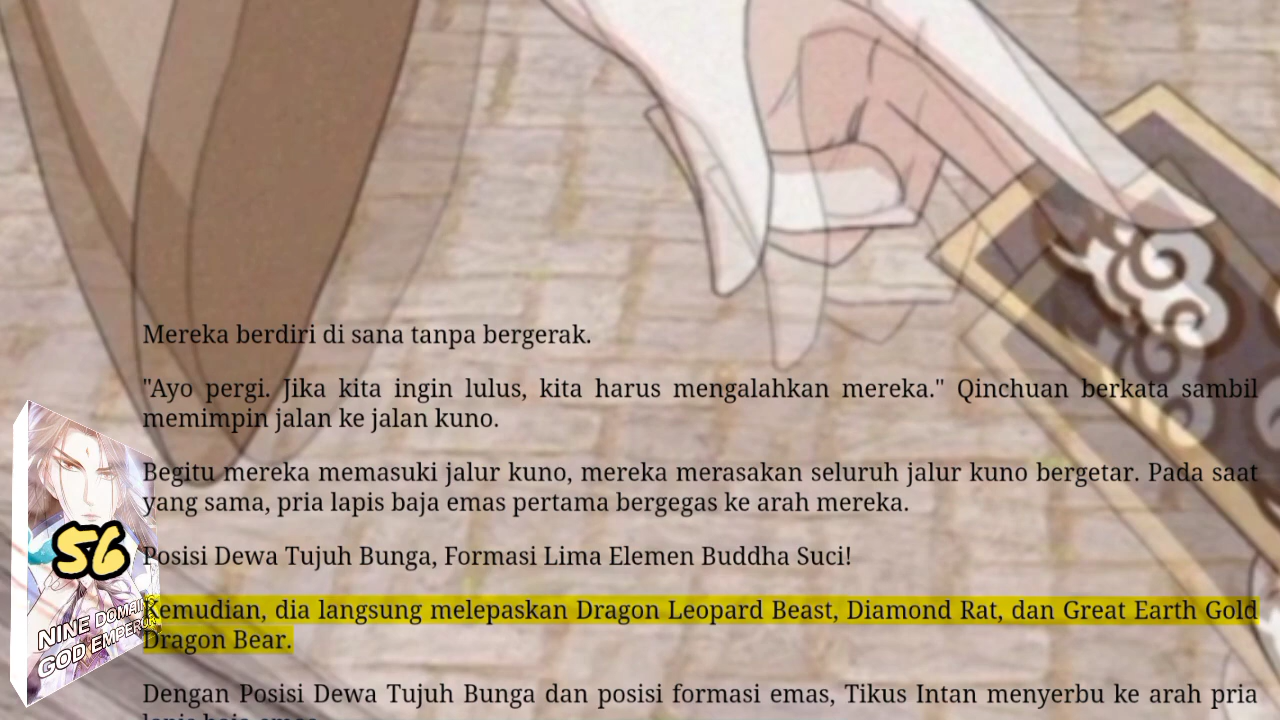 Mereka berdiri di sana tanpa bergerak.
"Ayo pergi. Jika kita ingin lulus, kita harus mengalahkan mereka." Qinchuan berkata sambil
memimpin jalan ke jalan kuno.
Begitu mereka memasuki jalur kuno, mereka merasakan seluruh jalur kuno bergetar. Pada saat
yang sama, pria lapis baja emas pertama bergegas ke arah mereka.
Posisi Dewa Tujuh Bunga, Formasi Lima Elemen Buddha Suci!
Kemudian, dia langsung melepaskan Dragon Leopard Beast, Diamond Rat, dan Great Earth Gold
Dragon Bear.
Dengan Posisi Dewa Tujuh Bunga dan posisi formasi emas, Tikus Intan menyerbu ke arah pria
lapis baja emas.
56
NINE DOMAIN
GOD EMPEROR